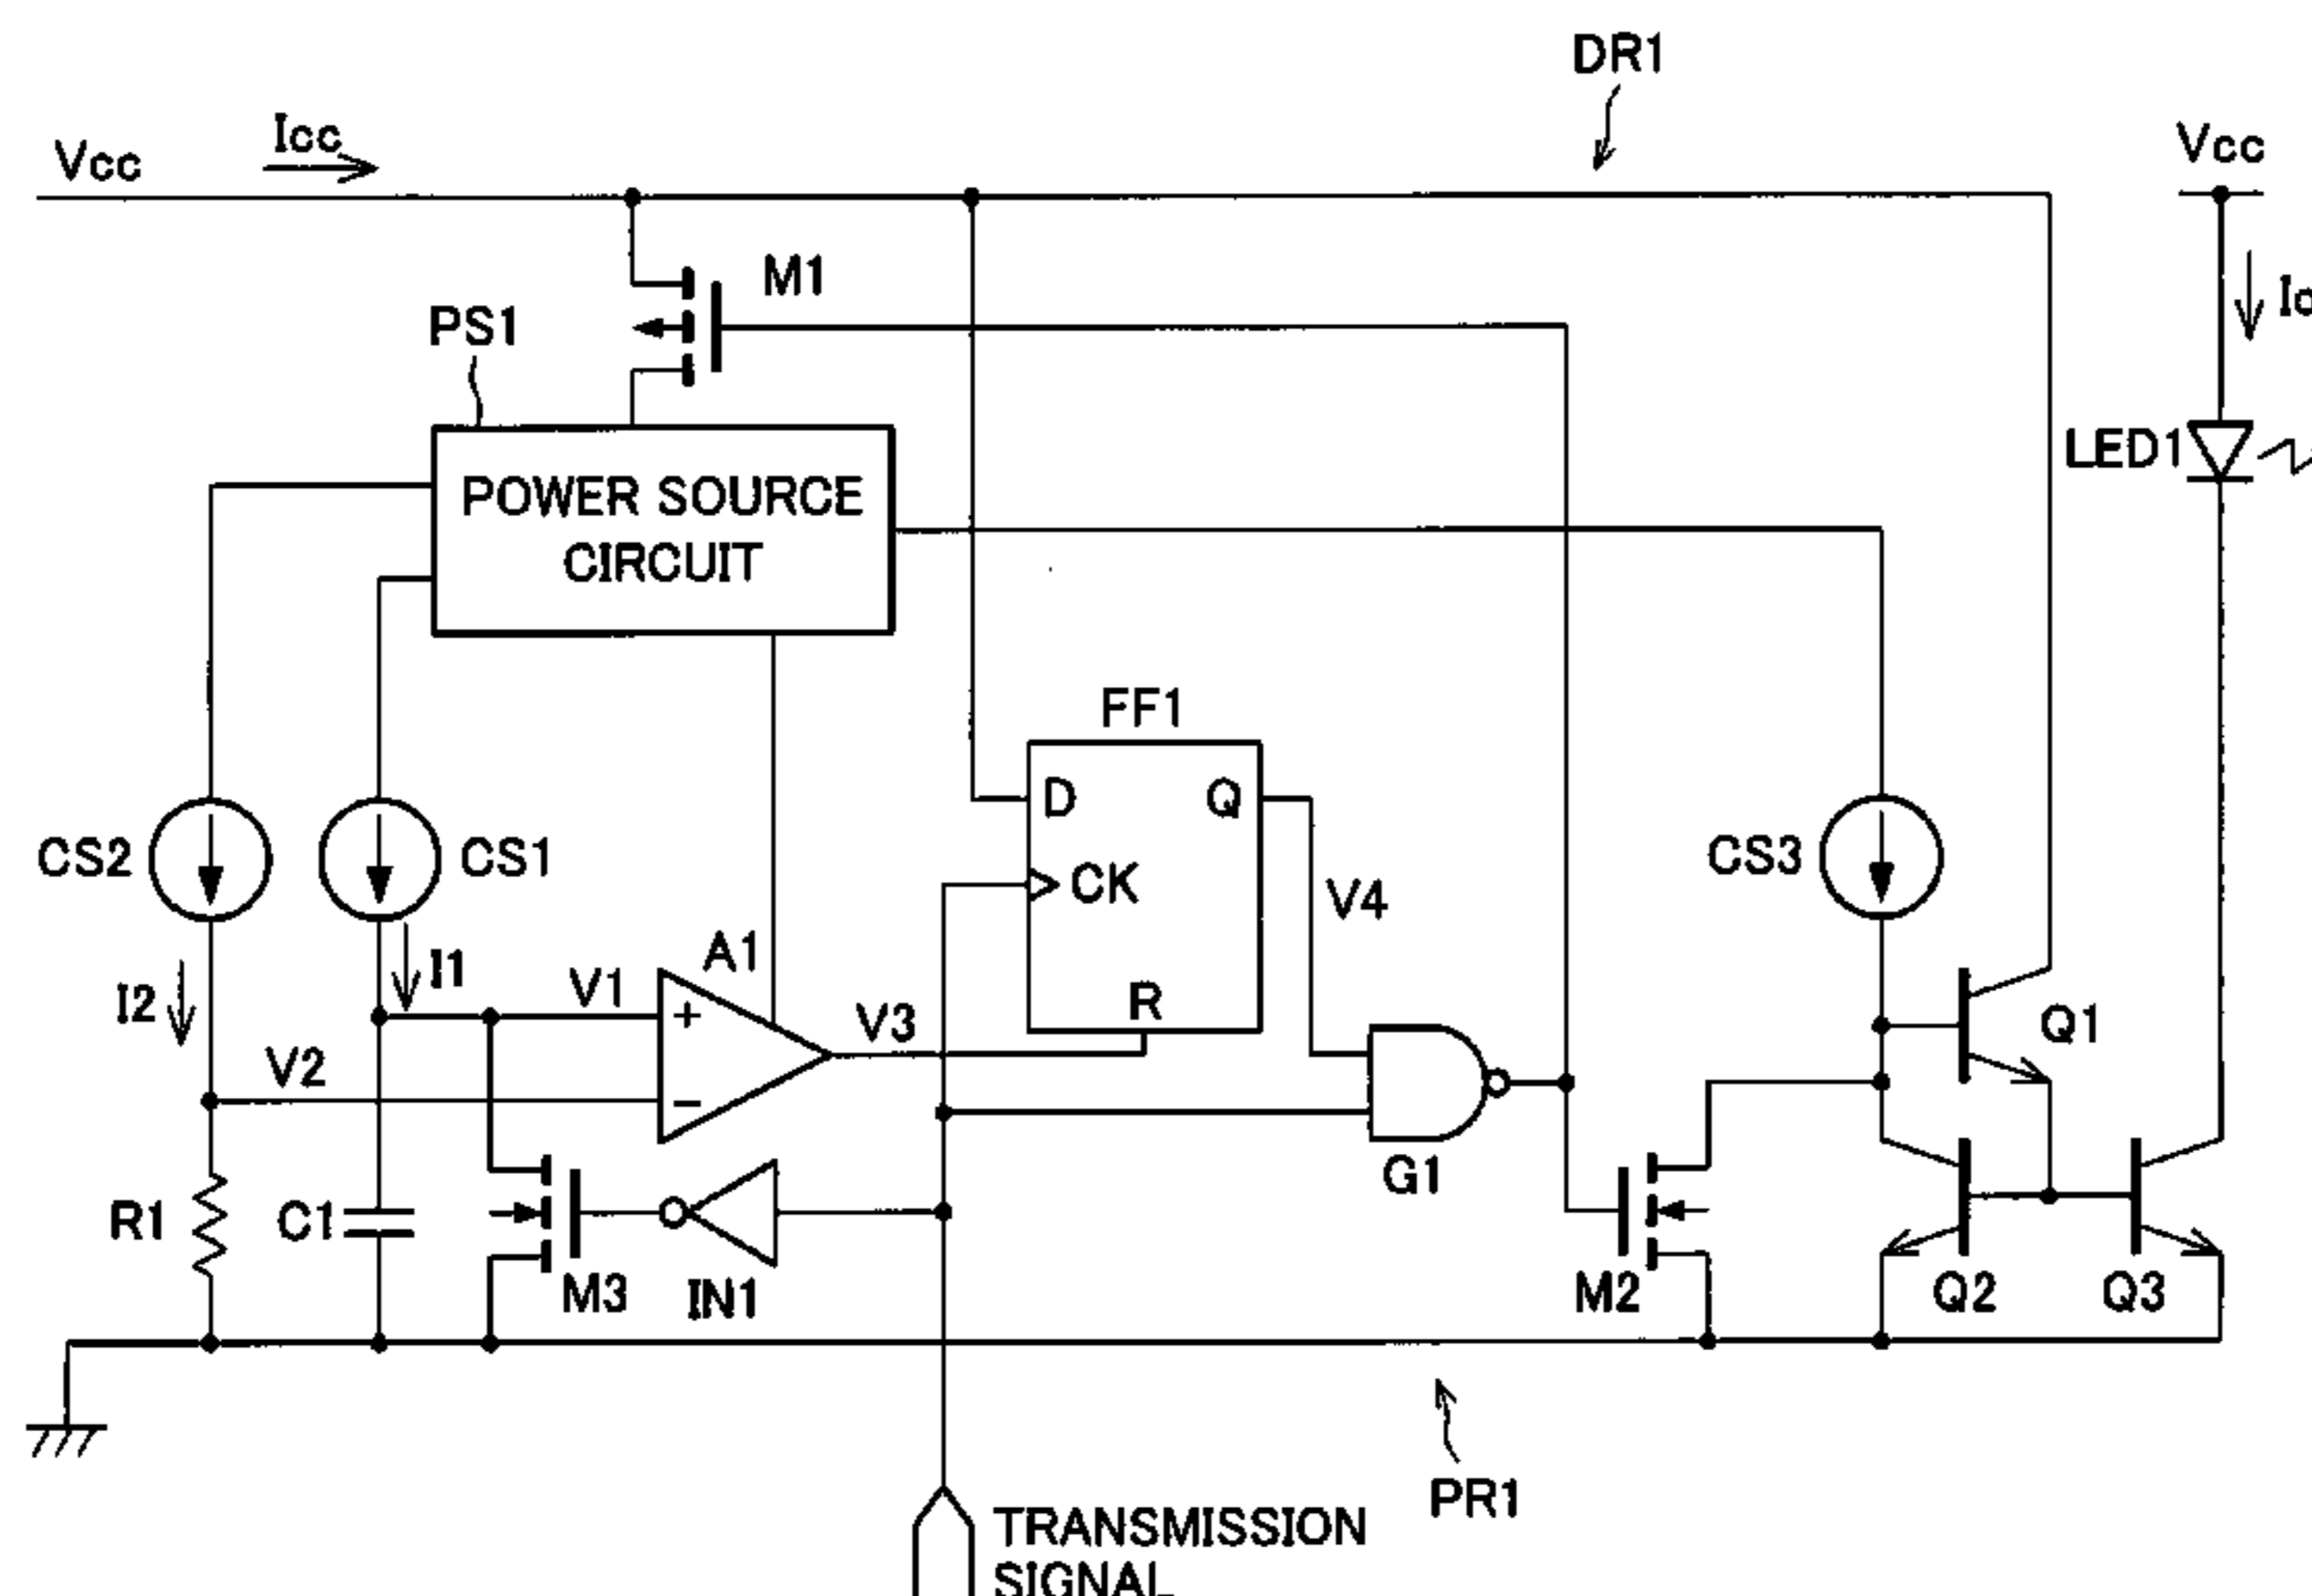 DR1
Icc
Vcc
Vcc
M1
PS1
LED1
POWER SOURCE
CIRCUIT
FF1
D
Q
CS2
CS1
CK
CS3
V4
A1
I1
I2
V1
+
R
V3
Q1
V2
−
G1
R1
C1
M3
IN1
M2
Q2
Q3
PR1
TRANSMISSION
SIGNAL